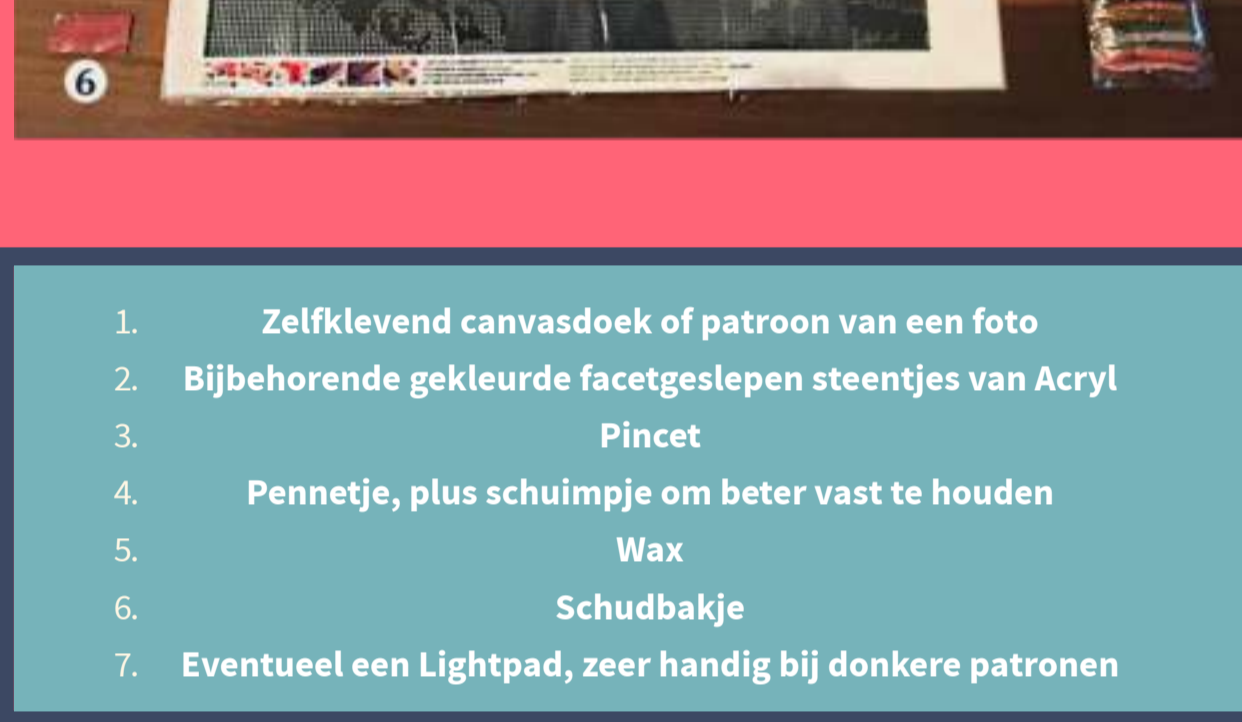 6
1. Zelfklevend canvasdoek of patroon van een foto
2. Bijbehorende gekleurde facetgeslepen steentjes van Acryl
3. Pincet
4. Pennetje, plus schuimpje om beter vast te houden
5. Wax
6. Schudbakje
7. Eventueel een Lightpad, zeer handig bij donkere patronen